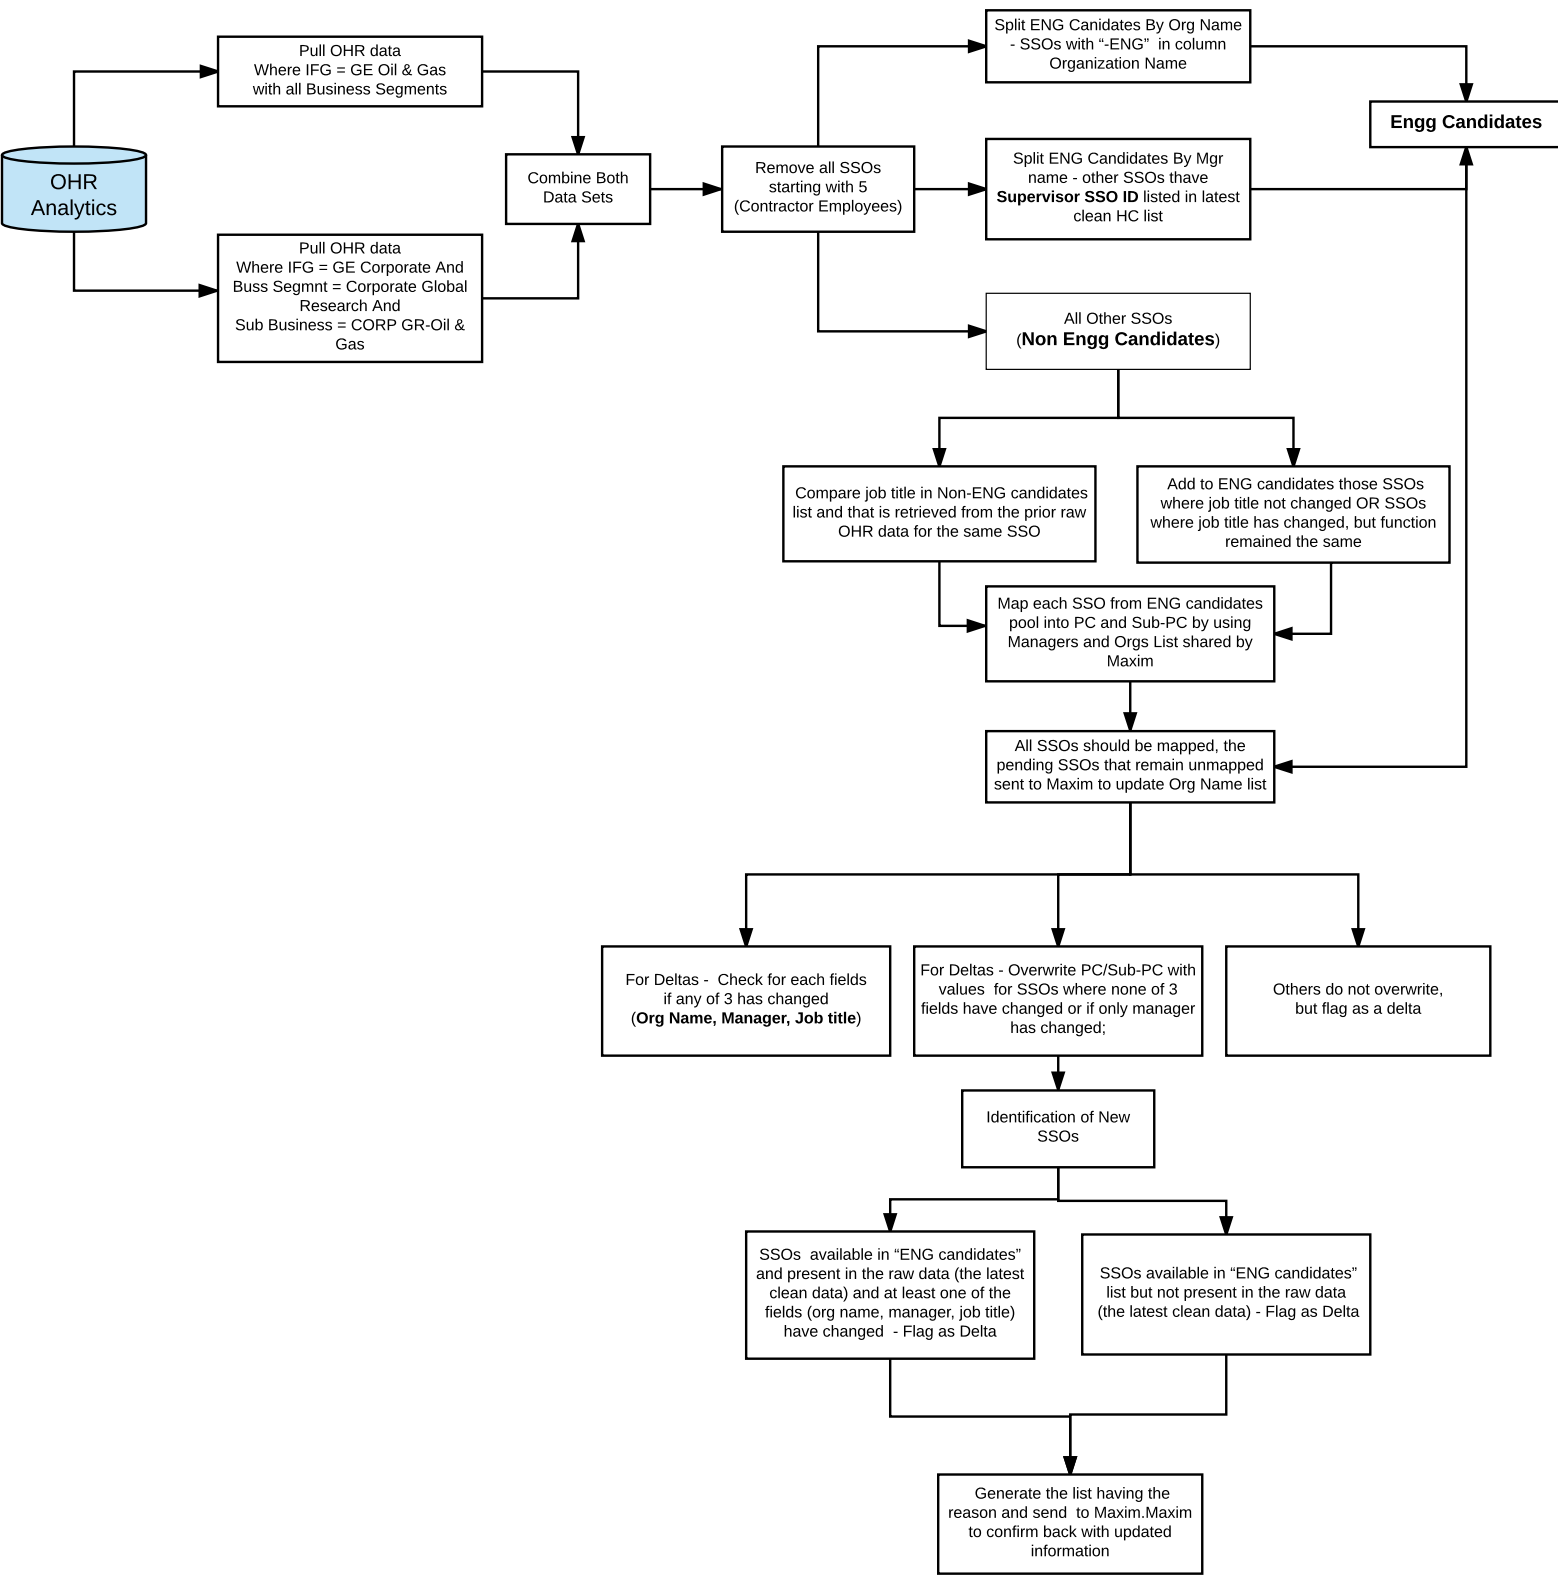 Split ENG Canidates By Org Name
- SSOs with “-ENG”  in column
Organization Name
Pull OHR data
Where IFG = GE Oil & Gas
with all Business Segments
Engg Candidates
OHR
Analytics
Combine Both
Data Sets
Remove all SSOs
starting with 5
(Contractor Employees)
Split ENG Candidates By Mgr
name - other SSOs thave
Supervisor SSO ID listed in latest
clean HC list
Pull OHR data
Where IFG = GE Corporate And
Buss Segmnt = Corporate Global
Research And
Sub Business = CORP GR-Oil &
Gas
All Other SSOs
(Non Engg Candidates)
Compare job title in Non-ENG candidates
list and that is retrieved from the prior raw
OHR data for the same SSO
Add to ENG candidates those SSOs
where job title not changed OR SSOs
where job title has changed, but function
remained the same
Map each SSO from ENG candidates
pool into PC and Sub-PC by using
Managers and Orgs List shared by
Maxim
All SSOs should be mapped, the
pending SSOs that remain unmapped
sent to Maxim to update Org Name list
For Deltas -  Check for each fields
if any of 3 has changed
(Org Name, Manager, Job title)
For Deltas - Overwrite PC/Sub-PC with
values  for SSOs where none of 3
fields have changed or if only manager
has changed;
Others do not overwrite,
but flag as a delta
Identification of New
SSOs
SSOs  available in “ENG candidates”
and present in the raw data (the latest
clean data) and at least one of the
fields (org name, manager, job title)
have changed  - Flag as Delta
SSOs available in “ENG candidates”
list but not present in the raw data
(the latest clean data) - Flag as Delta
Generate the list having the
reason and send  to Maxim.Maxim
to confirm back with updated
information